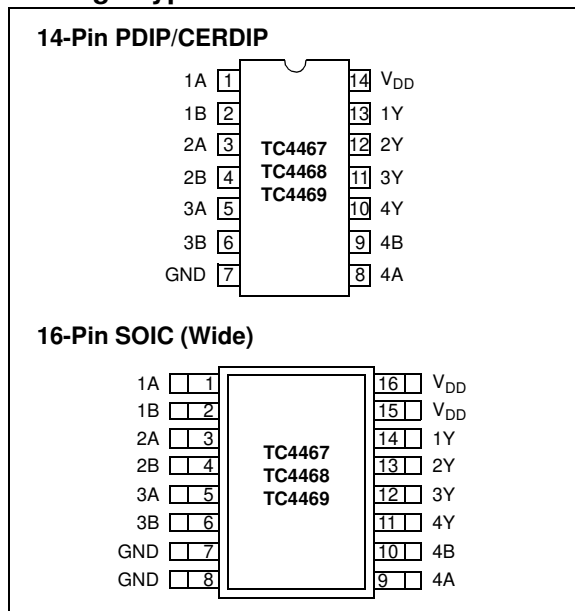 14-Pin PDIP/CERDIP
1A 1 14 VDD
1B 2 13 1Y
2A 3 12 2Y
2B 4 11 3Y
3A 5 10 4Y
3B 6 9 4B
GND 7 8 4A
TC4467
TC4468
TC4469
16-Pin SOIC (Wide)
1A 1 16 VDD
1B 2 15 VDD
2A 3 14 1Y
2B 4 13 2Y
3A 5 12 3Y
3B 6 11 4Y
GND 7 10 4B
GND 8 9 4A
TC4467
TC4468
TC4469